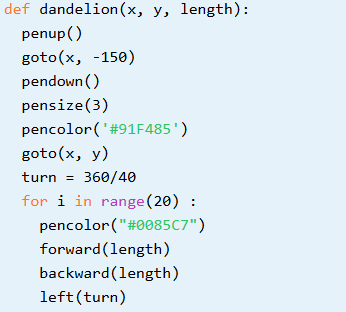 def dandelion(x, y, length):
  penup()
  goto(x, -150)
  pendown()
  pensize(3)
  pencolor('#91F485')
  goto(x, y)
  turn = 360/40
  for i in range(20) :
    pencolor("#0085C7")
    forward(length)
    backward(length)
    left(turn)